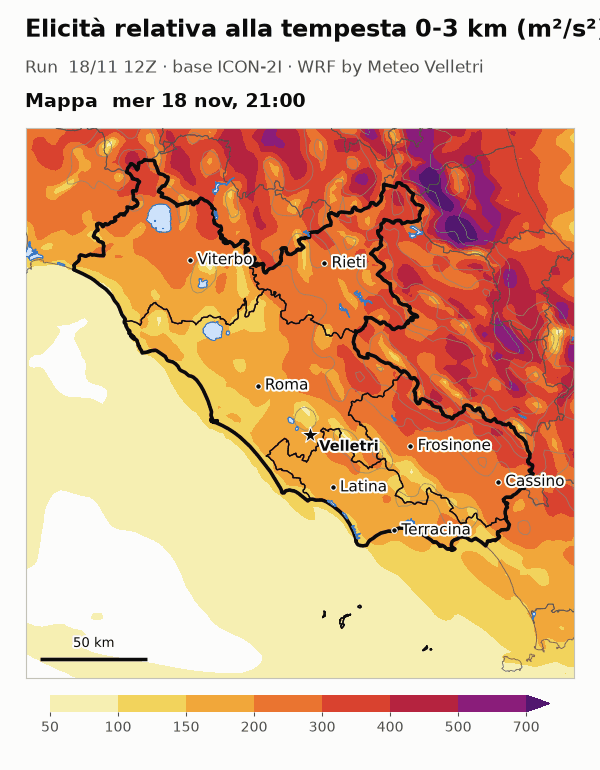 Elicità relativa alla tempesta 0-3 km (m²/s²)
Run  18/11 12Z · base ICON-2I · WRF by Meteo Velletri
Mappa  mer 18 nov, 21:00
Viterbo
Rieti
Roma
Velletri
Frosinone
Cassino
Latina
Terracina
50 km
50 100 150 200 300 400 500 700